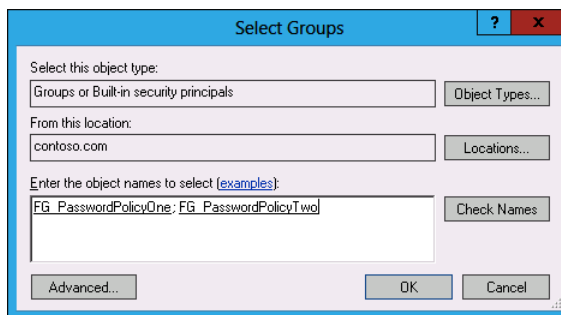 Select Groups
? x
Select this object type:
Groups or Built-in security principals
Object Types...
From this location:
contoso.com
Locations...
Enter the object names to select (examples):
FG_PasswordPolicyOne; FG_PasswordPolicyTwo
Check Names
Advanced...
OK
Cancel